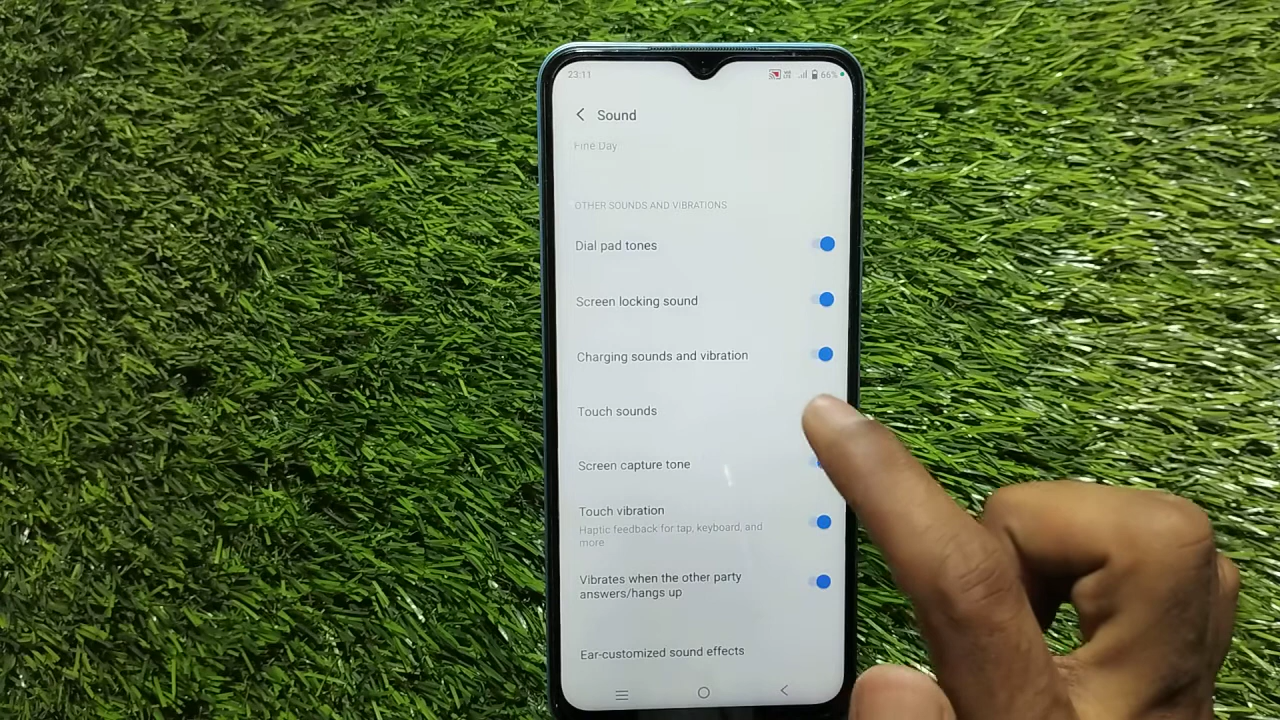 23:11
66%
Sound
Fine Day
OTHER SOUNDS AND VIBRATIONS
Dial pad tones
Screen locking sound
Charging sounds and vibration
Touch sounds
Screen capture tone
Touch vibration
Haptic feedback for tap, keyboard, and
more
Vibrates when the other party
answers/hangs up
Ear-customized sound effects